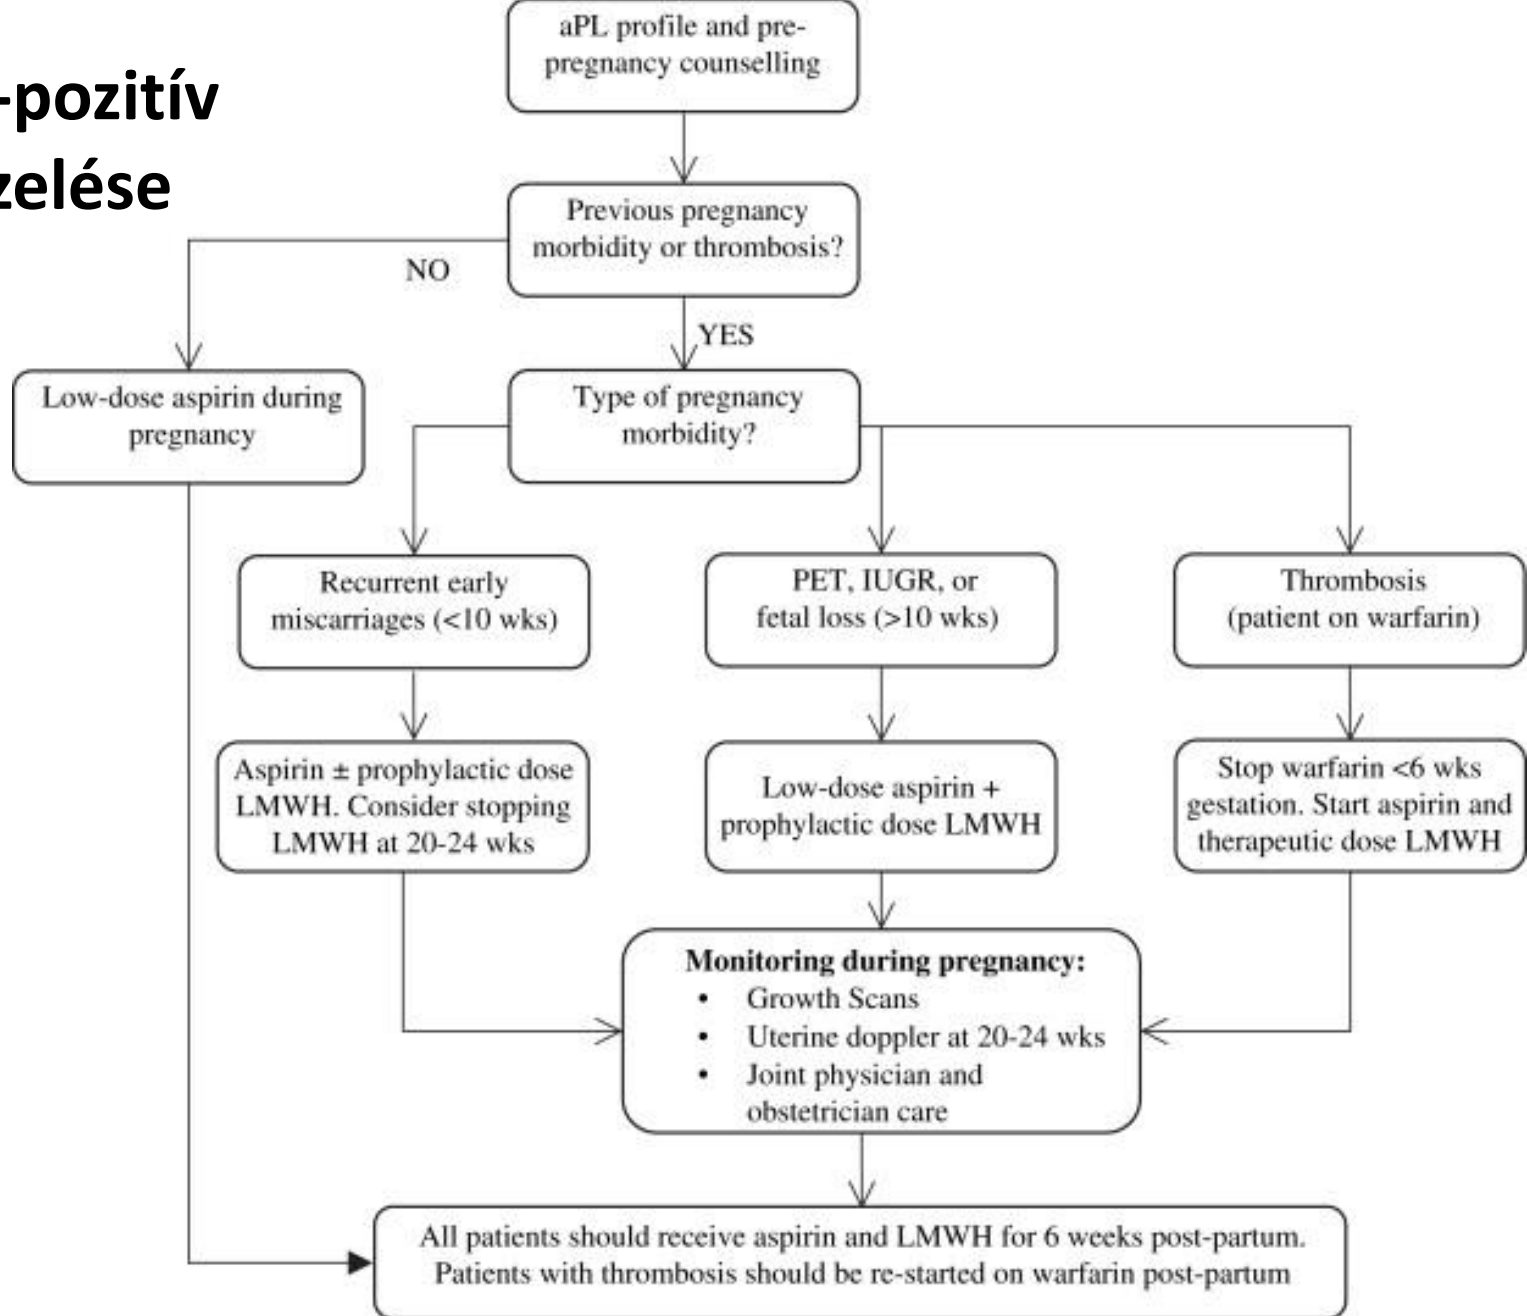 -pozitív
zelése
aPL profile and pre-
pregnancy counselling
Previous pregnancy
morbidity or thrombosis?
NO
YES
Low-dose aspirin during
pregnancy
Type of pregnancy
morbidity?
Recurrent early
miscarriages (<10 wks)
PET, IUGR, or
fetal loss (>10 wks)
Thrombosis
(patient on warfarin)
Aspirin ± prophylactic dose
LMWH. Consider stopping
LMWH at 20-24 wks
Low-dose aspirin +
prophylactic dose LMWH
Stop warfarin <6 wks
gestation. Start aspirin and
therapeutic dose LMWH
Monitoring during pregnancy:
• Growth Scans
• Uterine doppler at 20-24 wks
• Joint physician and
obstetrician care
All patients should receive aspirin and LMWH for 6 weeks post-partum.
Patients with thrombosis should be re-started on warfarin post-partum